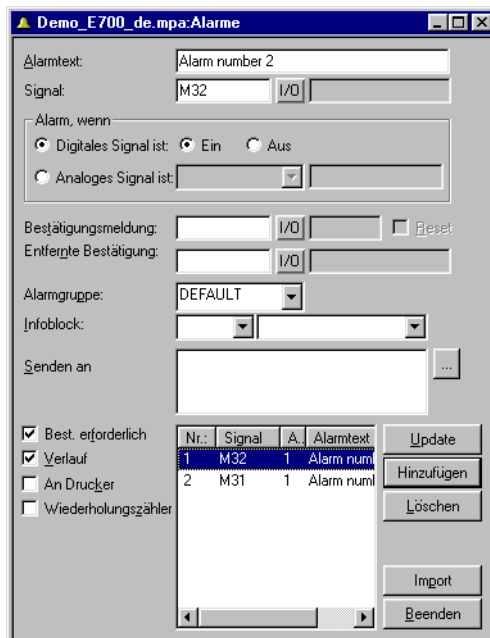 Demo_E700_de.mpa:Alarme
Alarmtext: Alarm number 2
Signal: M32 I/O
Alarm, wenn
Digitales Signal ist: Ein Aus
Analoges Signal ist:
Bestätigungsmeldung: I/O Reset
Entfernte Bestätigung: I/O
Alarmgruppe: DEFAULT
Infoblock:
Senden an ...
Best. erforderlich
Verlauf
An Drucker
Wiederholungszähler
Nr.: Signal A.. Alarmtext
1 M32 1 Alarm numl
2 M31 1 Alarm numl
Update
Hinzufügen
Löschen
Import
Beenden